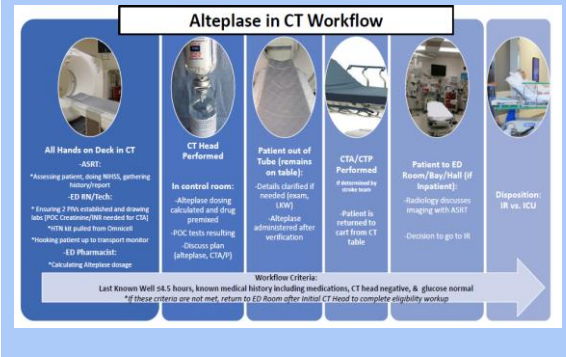 Alteplase in CT Workflow
All Hands on Deck in CT
-ASRT:
*Assessing patient, doing NIHSS, gathering
history/report
-ED RN/Tech:
* Ensuring 2 PIVs established and drawing
labs [POC Creatinine/INR needed for CTA]
*HTN kit pulled from Omnicell
*Hooking patient up to transport monitor
-ED Pharmacist:
*Calculating Alteplase dosage
CT Head
Performed
In control room:
-Alteplase dosing
calculated and drug
premixed
-POC tests resulting
-Discuss plan
(alteplase, CTA/P)
Patient out of
Tube (remains
on table):
-Details clarified if
needed (exam,
LKW)
-Alteplase
administered after
verification
CTA/CTP
Performed
If determined by
stroke team
-Patient is
returned to
cart from CT
table
Patient to ED
Room/Bay/Hall (if
Inpatient):
-Radiology discusses
imaging with ASRT
-Decision to go to IR
Disposition:
IR vs. ICU
Workflow Criteria:
Last Known Well ≤4.5 hours, known medical history including medications, CT head negative, & glucose normal
*If these criteria are not met, return to ED Room after Initial CT Head to complete eligibility workup